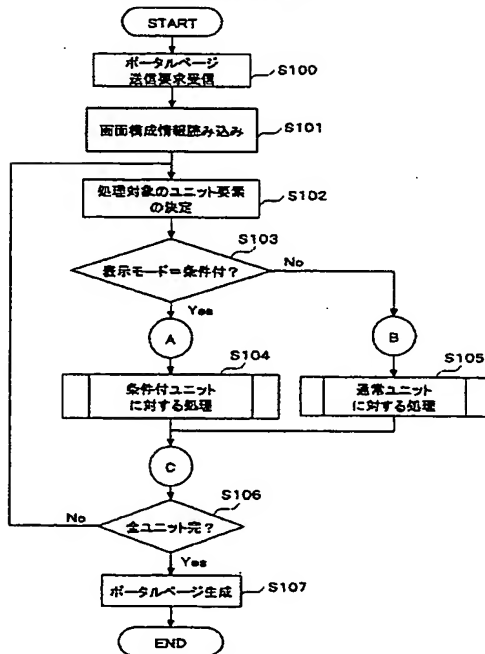 START
ポータルページ
送信要求受信
S100
画面構成情報読み込み
S101
処理対象のユニット要素
の決定
S102
表示モード=条件付?
S103
No
Yes
A
B
条件付ユニット
に対する処理
S104
通常ユニット
に対する処理
S105
C
全ユニット完?
S106
No
Yes
ポータルページ生成
S107
END